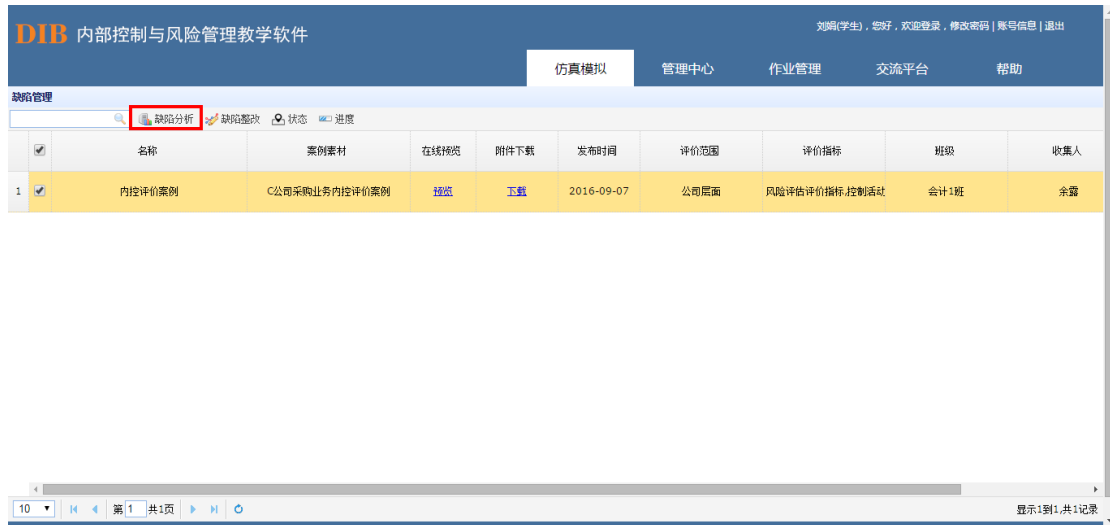 DIB 内部控制与风险管理教学软件
刘娟(学生)，您好，欢迎登录，修改密码 | 账号信息 | 退出
仿真模拟 管理中心 作业管理 交流平台 帮助
缺陷管理
缺陷分析 缺陷整改 状态 进度
名称 案例素材 在线预览 附件下载 发布时间 评价范围 评价指标 班级 收集人
1 内控评价案例 C公司采购业务内控评价案例 预览 下载 2016-09-07 公司层面 风险评估评价指标,控制活动 会计1班 余露
10 第 1 共1页 显示1到1,共1记录